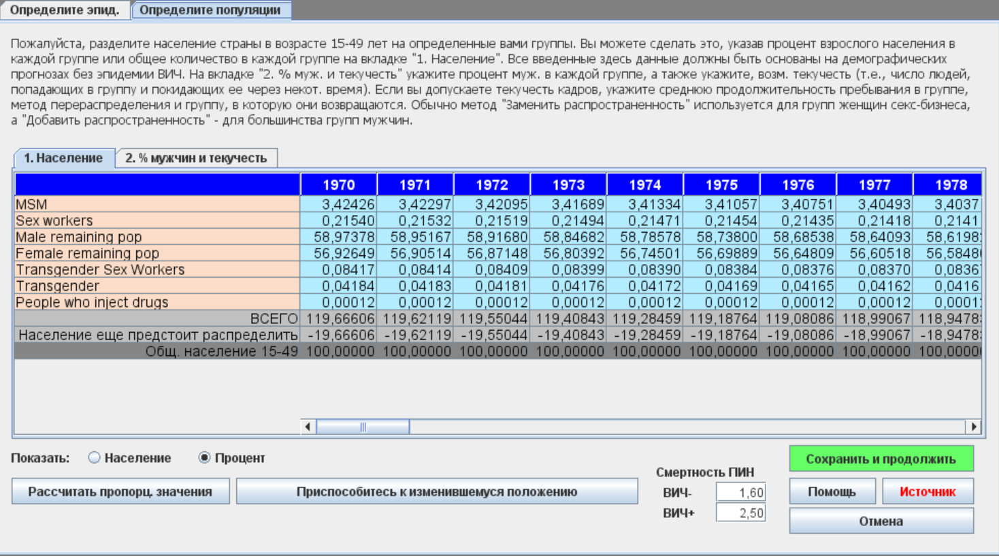 Определите эпид. Определите популяции
Пожалуйста, разделите население страны в возрасте 15-49 лет на определенные вами группы. Вы можете сделать это, указав процент взрослого населения в
каждой группе или общее количество в каждой группе на вкладке "1. Население". Все введенные здесь данные должны быть основаны на демографических
прогнозах без эпидемии ВИЧ. На вкладке "2. % муж. и текучесть" укажите процент муж. в каждой группе, а также укажите, возм. текучесть (т.е., число людей,
попадающих в группу и покидающих ее через некот. время). Если вы допускаете текучесть кадров, укажите среднюю продолжительность пребывания в группе,
метод перераспределения и группу, в которую они возвращаются. Обычно метод "Заменить распространенность" используется для групп женщин секс-бизнеса,
а "Добавить распространенность" - для большинства групп мужчин.
1. Население 2. % мужчин и текучесть
1970 1971 1972 1973 1974 1975 1976 1977 1978
MSM 3,42426 3,42297 3,42095 3,41689 3,41334 3,41057 3,40751 3,40493 3,4037
Sex workers 0,21540 0,21532 0,21519 0,21494 0,21471 0,21454 0,21435 0,21418 0,2141
Male remaining pop 58,97378 58,95167 58,91680 58,84682 58,78578 58,73800 58,68538 58,64093 58,6198
Female remaining pop 56,92649 56,90514 56,87148 56,80392 56,74501 56,69889 56,64809 56,60518 56,5848
Transgender Sex Workers 0,08417 0,08414 0,08409 0,08399 0,08390 0,08384 0,08376 0,08370 0,0836
Transgender 0,04184 0,04183 0,04181 0,04176 0,04172 0,04169 0,04165 0,04162 0,0416
People who inject drugs 0,00012 0,00012 0,00012 0,00012 0,00012 0,00012 0,00012 0,00012 0,0001
ВСЕГО 119,66606 119,62119 119,55044 119,40843 119,28459 119,18764 119,08086 118,99067 118,9478
Население еще предстоит распределить -19,66606 -19,62119 -19,55044 -19,40843 -19,28459 -19,18764 -19,08086 -18,99067 -18,9478
Общ. население 15-49 100,00000 100,00000 100,00000 100,00000 100,00000 100,00000 100,00000 100,00000 100,0000
Показать: Население Процент
Сохранить и продолжить
Смертность ПИН
Рассчитать пропорц. значения Приспособитесь к изменившемуся положению
ВИЧ- 1,60
Помощь Источник
ВИЧ+ 2,50
Отмена